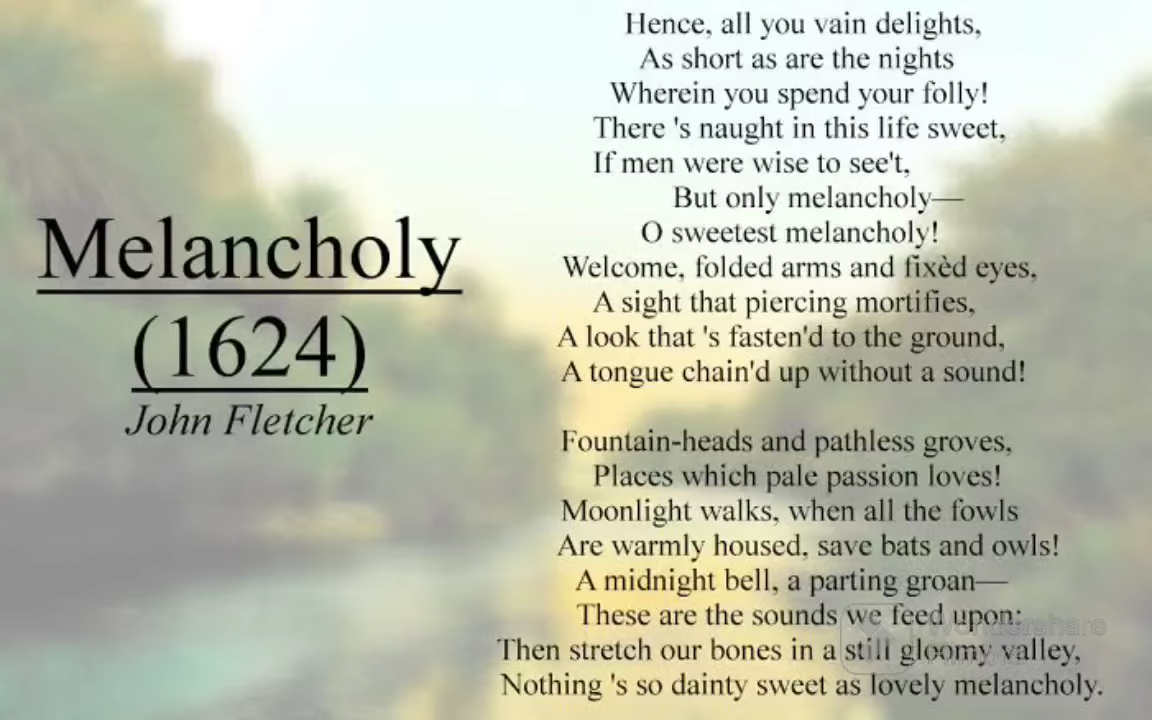 Melancholy
(1624)
John Fletcher
Hence, all you vain delights,
As short as are the nights
Wherein you spend your folly!
There 's naught in this life sweet,
If men were wise to see't,
But only melancholy—
O sweetest melancholy!
Welcome, folded arms and fixèd eyes,
A sight that piercing mortifies,
A look that 's fasten'd to the ground,
A tongue chain'd up without a sound!
Fountain-heads and pathless groves,
Places which pale passion loves!
Moonlight walks, when all the fowls
Are warmly housed, save bats and owls!
A midnight bell, a parting groan—
These are the sounds we feed upon:
Then stretch our bones in a still gloomy valley,
Nothing 's so dainty sweet as lovely melancholy.
Wondershare